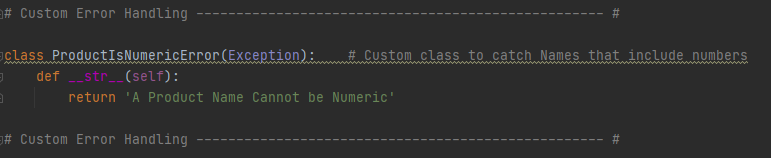 # Custom Error Handling --------------------------------------------------- #
class ProductIsNumericError(Exception):    # Custom class to catch Names that include numbers
    def __str__(self):
        return 'A Product Name Cannot be Numeric'
# Custom Error Handling --------------------------------------------------- #